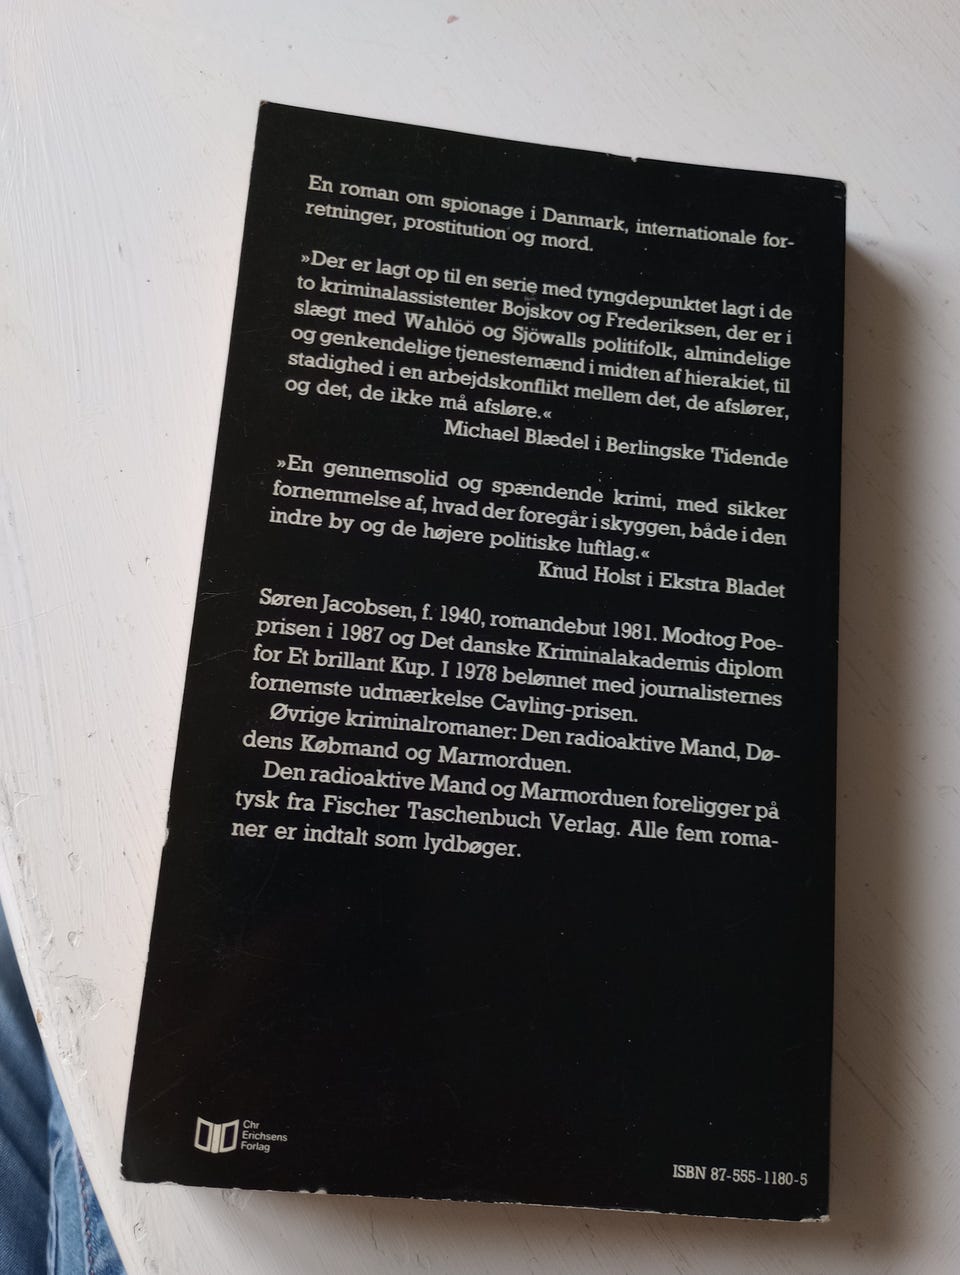 En roman om spionage i Danmark, internationale for-
retninger, prostitution og mord.
»Der er lagt op til en serie med tyngdepunktet lagt i de
to kriminalassistenter Bojskov og Frederiksen, der er i
slægt med Wahlöö og Sjöwalls politifolk, almindelige
og genkendelige tjenestemænd i midten af hierakiet, til
stadighed i en arbejdskonflikt mellem det, de afslører,
og det, de ikke må afsløre.«
Michael Blædel i Berlingske Tidende
»En gennemsolid og spændende krimi, med sikker
fornemmelse af, hvad der foregår i skyggen, både i den
indre by og de højere politiske luftlag.«
Knud Holst i Ekstra Bladet
Søren Jacobsen, f. 1940, romandebut 1981. Modtog Poe-
prisen i 1987 og Det danske Kriminalakademis diplom
for Et brillant Kup. I 1978 belønnet med journalisternes
fornemste udmærkelse Cavling-prisen.
Øvrige kriminalromaner: Den radioaktive Mand, Dø-
dens Købmand og Marmorduen.
Den radioaktive Mand og Marmorduen foreligger på
tysk fra Fischer Taschenbuch Verlag. Alle fem roma-
ner er indtalt som lydbøger.
Chr
Erichsens
Forlag
ISBN 87-555-1180-5